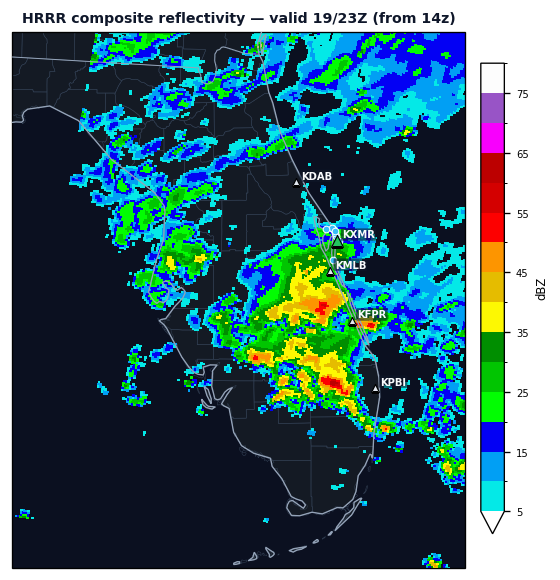 HRRR composite reflectivity — valid 19/23Z (from 14z)
KDAB
KXMR
KMLB
KFPR
KPBI
75
65
55
45
35
25
15
5
dBZ